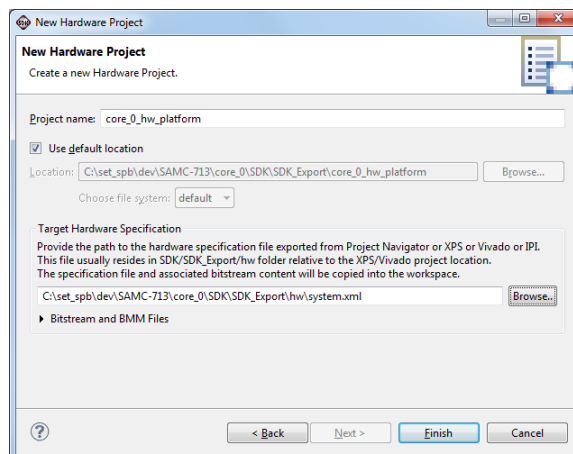 SDK
New Hardware Project
New Hardware Project
Create a new Hardware Project.
Project name: core_0_hw_platform
Use default location
Location: C:\set_spb\dev\SAMC-713\core_0\SDK\SDK_Export\core_0_hw_platform Browse...
Choose file system: default
Target Hardware Specification
Provide the path to the hardware specification file exported from Project Navigator or XPS or Vivado or IPI.
This file usually resides in SDK/SDK_Export/hw folder relative to the XPS/Vivado project location.
The specification file and associated bitstream content will be copied into the workspace.
C:\set_spb\dev\SAMC-713\core_0\SDK\SDK_Export\hw\system.xml Browse..
Bitstream and BMM Files
? < Back Next > Finish Cancel